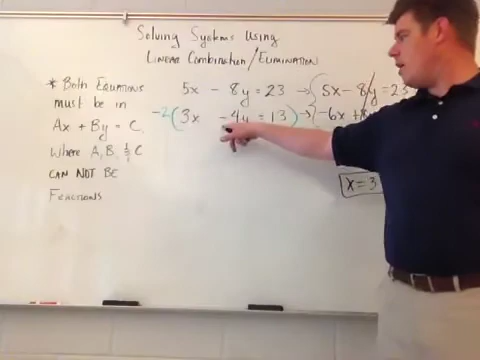 Solving Systems Using
Linear Combination/Elimination
* Both Equations
must be in
Ax + By = C
where A, B, & C
CAN NOT BE
Fractions
5x - 8y = 23 → ( 5x - 8y = 23
-2( 3x - 4y = 13 ) → ( -6x + 8y
x = 3